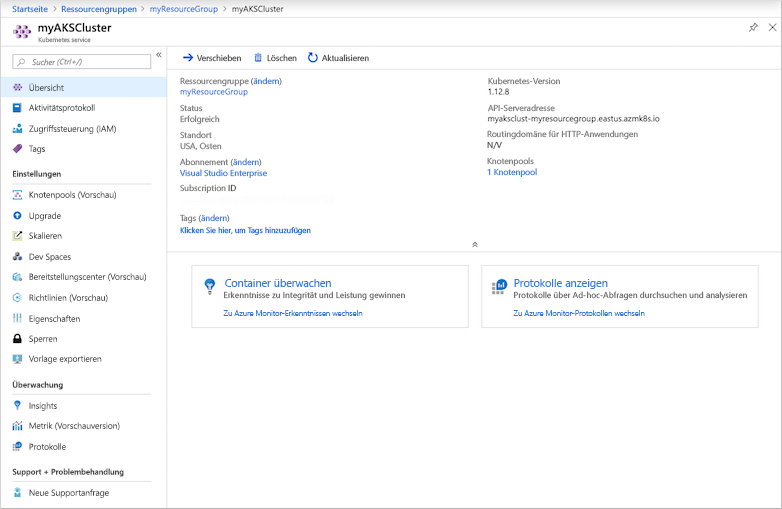 Startseite > Ressourcengruppen > myResourceGroup > myAKSCluster
myAKSCluster
Kubernetes service
Suchen (Ctrl+/)
«
Übersicht
Aktivitätsprotokoll
Zugriffssteuerung (IAM)
Tags
Einstellungen
Knotenpools (Vorschau)
Upgrade
Skalieren
Dev Spaces
Bereitstellungscenter (Vorschau)
Richtlinien (Vorschau)
Eigenschaften
Sperren
Vorlage exportieren
Überwachung
Insights
Metrik (Vorschauversion)
Protokolle
Support + Problembehandlung
Neue Supportanfrage
Verschieben
Löschen
Aktualisieren
Ressourcengruppe (ändern)
myResourceGroup
Status
Erfolgreich
Standort
USA, Osten
Abonnement (ändern)
Visual Studio Enterprise
Subscription ID
Tags (ändern)
Klicken Sie hier, um Tags hinzuzufügen
Kubernetes-Version
1.12.8
API-Serveradresse
myaksclust-myresourcegroup.eastus.azmk8s.io
Routingdomäne für HTTP-Anwendungen
N/V
Knotenpools
1 Knotenpool
Container überwachen
Erkenntnisse zu Integrität und Leistung gewinnen
Zu Azure Monitor-Erkenntnissen wechseln
Protokolle anzeigen
Protokolle über Ad-hoc-Abfragen durchsuchen und analysieren
Zu Azure Monitor-Protokollen wechseln